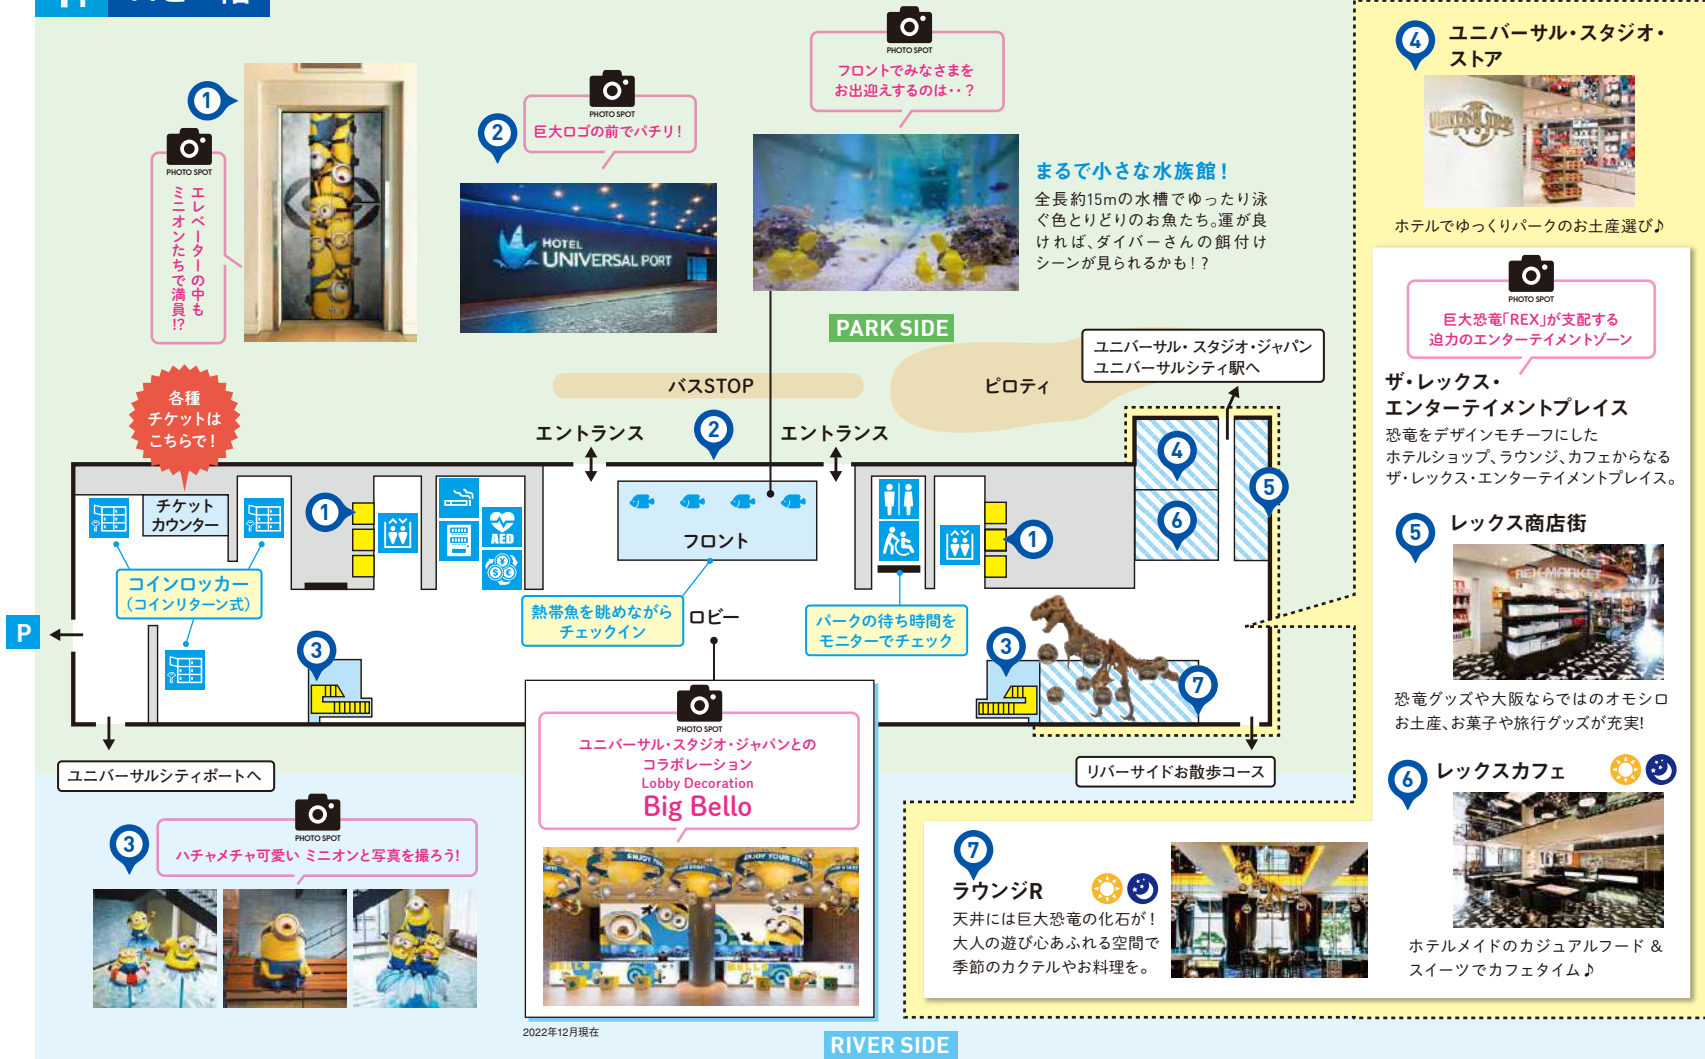 1
PHOTO SPOT
エレベーターの中も
ミニオンたちで満員!?
2
PHOTO SPOT
巨大ロゴの前でパチリ!
HOTEL
UNIVERSAL PORT
PHOTO SPOT
フロントでみなさまを
お出迎えするのは‥?
まるで小さな水族館!
全長約15mの水槽でゆったり泳
ぐ色とりどりのお魚たち。運が良
ければ、ダイバーさんの餌付け
シーンが見られるかも!?
PARK SIDE
ユニバーサル・スタジオ・ジャパン
ユニバーサルシティ駅へ
バスSTOP
ピロティ
各種
チケットは
こちらで!
エントランス
2
エントランス
チケット
カウンター
1
AED
フロント
1
4
6
5
コインロッカー
(コインリターン式)
熱帯魚を眺めながら
チェックイン
ロビー
パークの待ち時間を
モニターでチェック
P
3
3
7
ユニバーサルシティポートへ
リバーサイドお散歩コース
PHOTO SPOT
ユニバーサル・スタジオ・ジャパンとの
コラボレーション
Lobby Decoration
Big Bello
3
PHOTO SPOT
ハチャメチャ可愛い ミニオンと写真を撮ろう!
2022年12月現在
RIVER SIDE
4
ユニバーサル・スタジオ・
ストア
ホテルでゆっくりパークのお土産選び♪
PHOTO SPOT
巨大恐竜「REX」が支配する
迫力のエンターテイメントゾーン
ザ・レックス・
エンターテイメントプレイス
恐竜をデザインモチーフにした
ホテルショップ、ラウンジ、カフェからなる
ザ・レックス・エンターテイメントプレイス。
5
レックス商店街
REX MARKET
恐竜グッズや大阪ならではのオモシロ
お土産、お菓子や旅行グッズが充実!
6
レックスカフェ
ホテルメイドのカジュアルフード &
スイーツでカフェタイム♪
7
ラウンジR
天井には巨大恐竜の化石が!
大人の遊び心あふれる空間で
季節のカクテルやお料理を。